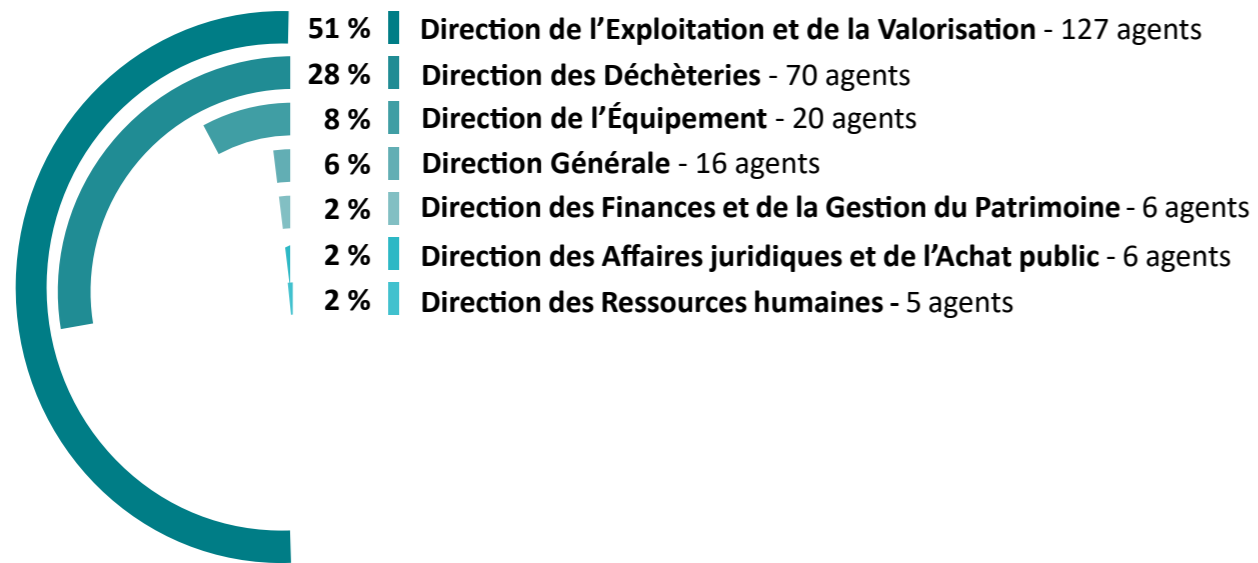 51 % Direction de l’Exploitation et de la Valorisation - 127 agents
28 % Direction des Déchèteries - 70 agents
8 % Direction de l’Équipement - 20 agents
6 % Direction Générale - 16 agents
2 % Direction des Finances et de la Gestion du Patrimoine - 6 agents
2 % Direction des Affaires juridiques et de l’Achat public - 6 agents
2 % Direction des Ressources humaines - 5 agents